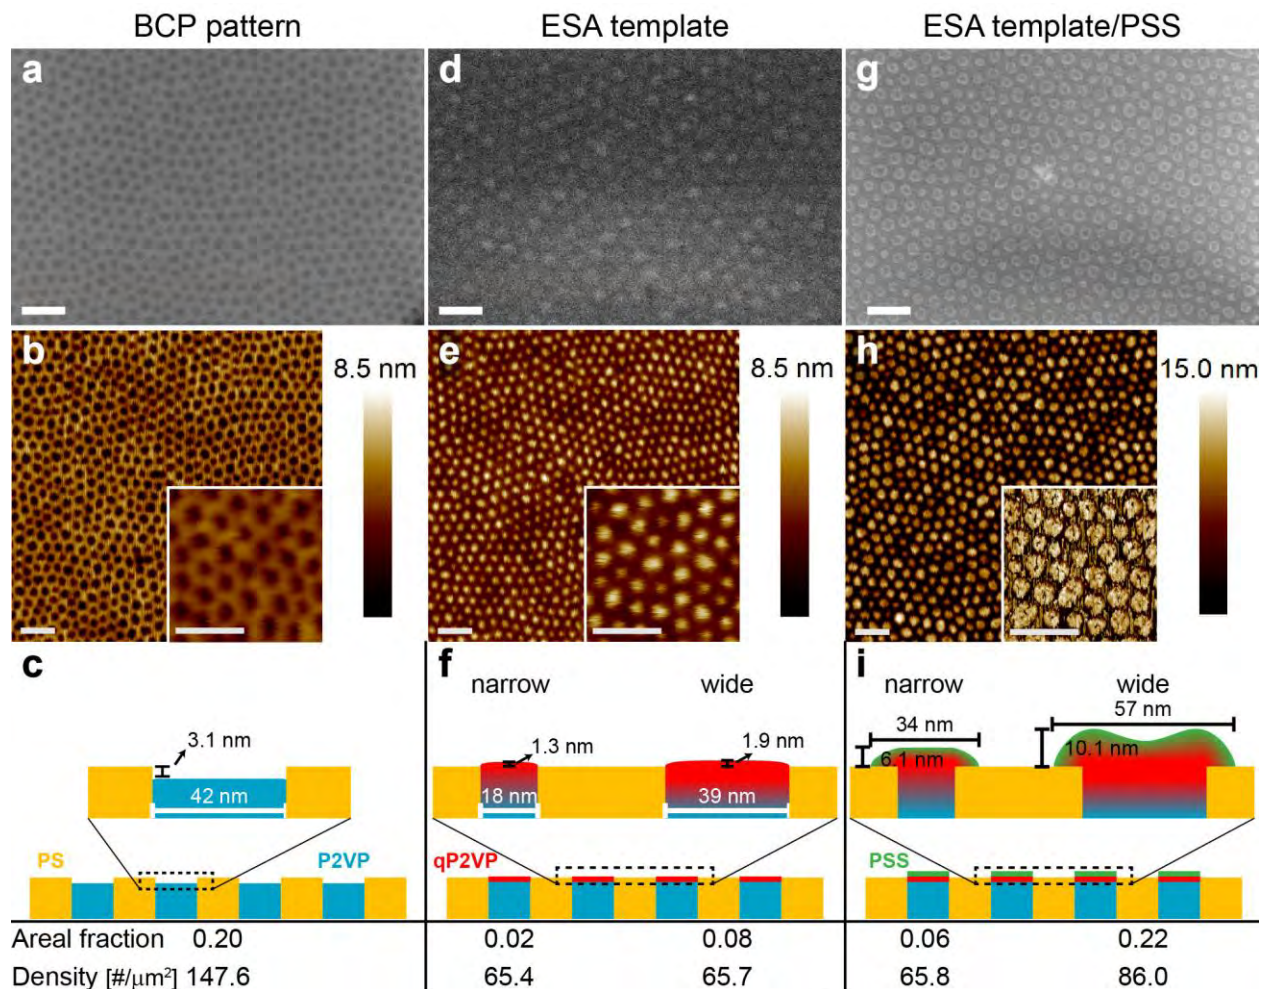 BCP pattern
ESA template
ESA template/PSS
a
d
g
b
8.5 nm
e
8.5 nm
h
15.0 nm
c
3.1 nm
42 nm
PS
P2VP
f
narrow
wide
1.3 nm
1.9 nm
18 nm
39 nm
qP2VP
i
narrow
wide
34 nm
57 nm
6.1 nm
10.1 nm
PSS
Areal fraction 0.20 0.02 0.08 0.06 0.22
Density [#/μm²] 147.6 65.4 65.7 65.8 86.0